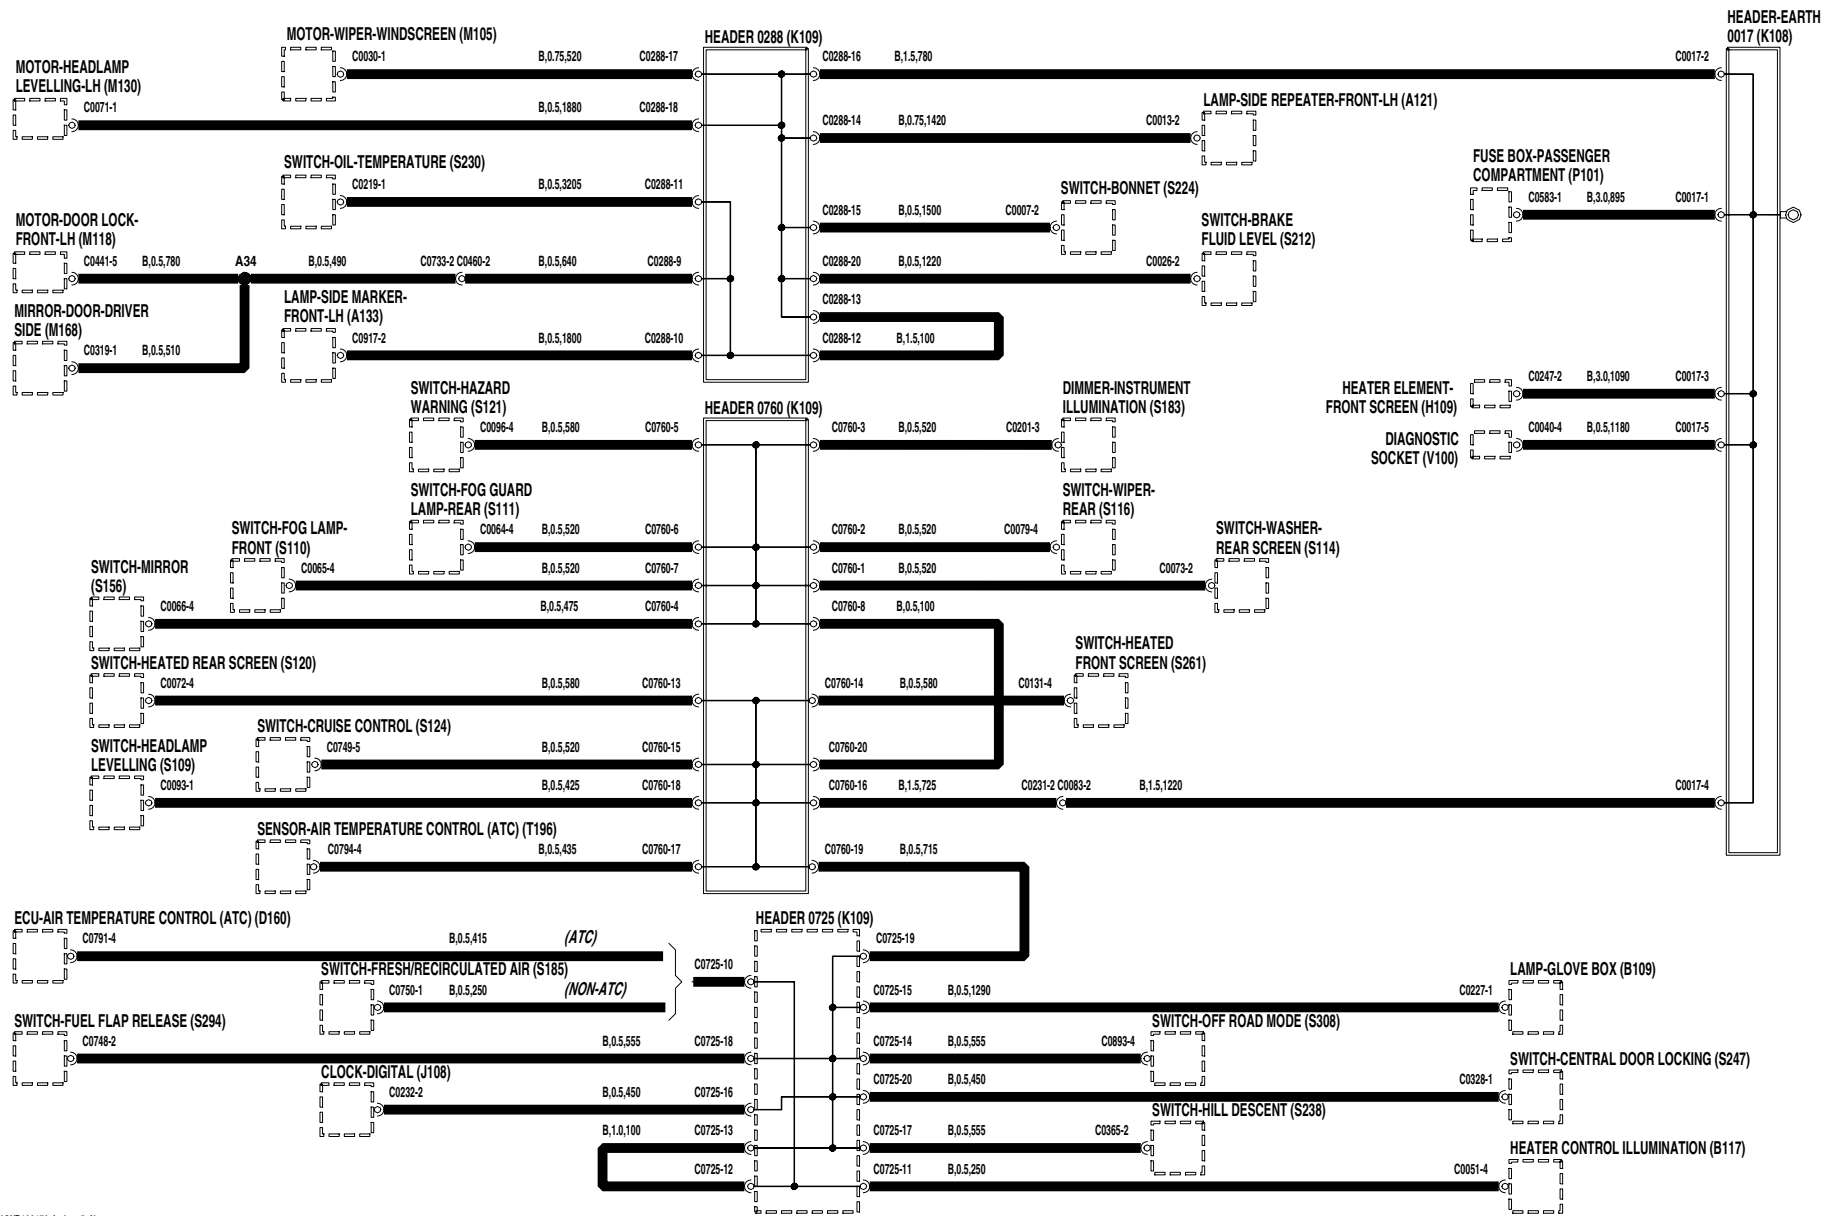 HEADER-EARTH
0017 (K108)
MOTOR-WIPER-WINDSCREEN (M105)
HEADER 0288 (K109)
C0030-1
B,0.75,520
C0288-17
C0288-16
B,1.5,780
C0017-2
MOTOR-HEADLAMP
LEVELLING-LH (M130)
C0071-1
B,0.5,1880
C0288-18
LAMP-SIDE REPEATER-FRONT-LH (A121)
C0288-14
B,0.75,1420
C0013-2
SWITCH-OIL-TEMPERATURE (S230)
C0219-1
B,0.5,3205
C0288-11
FUSE BOX-PASSENGER
COMPARTMENT (P101)
C0583-1
B,3.0,895
C0017-1
SWITCH-BONNET (S224)
C0288-15
B,0.5,1500
C0007-2
SWITCH-BRAKE
FLUID LEVEL (S212)
MOTOR-DOOR LOCK-
FRONT-LH (M118)
C0441-5
B,0.5,780
A34
B,0.5,490
C0733-2 C0460-2
B,0.5,640
C0288-9
C0288-20
B,0.5,1220
C0026-2
LAMP-SIDE MARKER-
FRONT-LH (A133)
C0288-13
MIRROR-DOOR-DRIVER
SIDE (M168)
C0319-1
B,0.5,510
C0917-2
B,0.5,1800
C0288-10
C0288-12
B,1.5,100
SWITCH-HAZARD
WARNING (S121)
HEADER 0760 (K109)
DIMMER-INSTRUMENT
ILLUMINATION (S183)
HEATER ELEMENT-
FRONT SCREEN (H109)
C0247-2
B,3.0,1090
C0017-3
C0096-4
B,0.5,580
C0760-5
C0760-3
B,0.5,520
C0201-3
DIAGNOSTIC
SOCKET (V100)
C0040-4
B,0.5,1180
C0017-5
SWITCH-FOG GUARD
LAMP-REAR (S111)
SWITCH-WIPER-
REAR (S116)
C0064-4
B,0.5,520
C0760-6
C0760-2
B,0.5,520
C0079-4
SWITCH-FOG LAMP-
FRONT (S110)
SWITCH-WASHER-
REAR SCREEN (S114)
C0065-4
B,0.5,520
C0760-7
C0760-1
B,0.5,520
C0073-2
SWITCH-MIRROR
(S156)
C0066-4
B,0.5,475
C0760-4
C0760-8
B,0.5,100
SWITCH-HEATED REAR SCREEN (S120)
SWITCH-HEATED
FRONT SCREEN (S261)
C0072-4
B,0.5,580
C0760-13
C0760-14
B,0.5,580
C0131-4
SWITCH-CRUISE CONTROL (S124)
C0749-5
B,0.5,520
C0760-15
C0760-20
SWITCH-HEADLAMP
LEVELLING (S109)
C0093-1
B,0.5,425
C0760-18
C0760-16
B,1.5,725
C0231-2 C0083-2
B,1.5,1220
C0017-4
SENSOR-AIR TEMPERATURE CONTROL (ATC) (T196)
C0794-4
B,0.5,435
C0760-17
C0760-19
B,0.5,715
ECU-AIR TEMPERATURE CONTROL (ATC) (D160)
HEADER 0725 (K109)
C0791-4
B,0.5,415
(ATC)
C0725-19
SWITCH-FRESH/RECIRCULATED AIR (S185)
C0725-10
LAMP-GLOVE BOX (B109)
C0750-1
B,0.5,250
(NON-ATC)
C0725-15
B,0.5,1290
C0227-1
SWITCH-FUEL FLAP RELEASE (S294)
SWITCH-OFF ROAD MODE (S308)
C0748-2
B,0.5,555
C0725-18
C0725-14
B,0.5,555
C0893-4
CLOCK-DIGITAL (J108)
SWITCH-CENTRAL DOOR LOCKING (S247)
C0232-2
B,0.5,450
C0725-16
C0725-20
B,0.5,450
C0328-1
SWITCH-HILL DESCENT (S238)
B,1.0,100
C0725-13
C0725-17
B,0.5,555
C0365-2
HEATER CONTROL ILLUMINATION (B117)
C0725-12
C0725-11
B,0.5,250
C0051-4